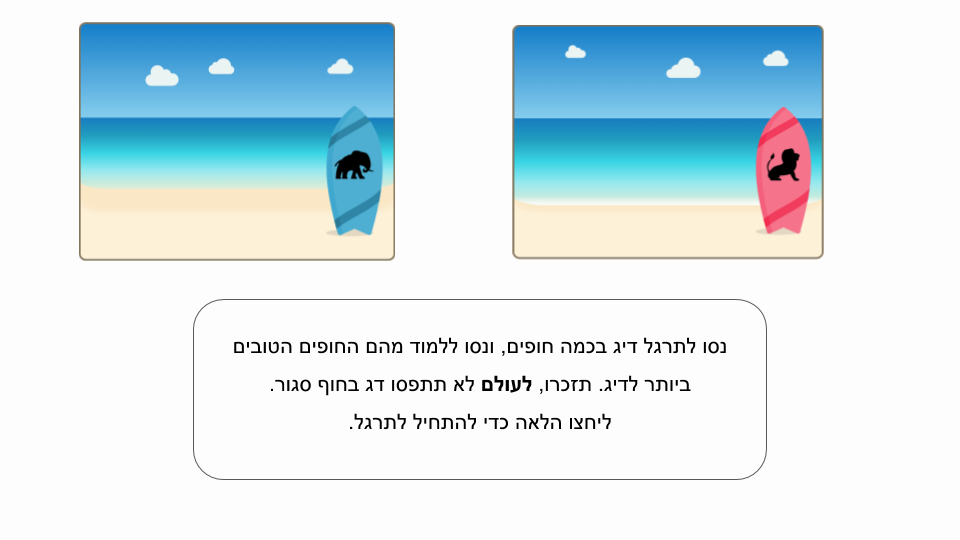 נסו לתרגל דיג בכמה חופים, ונסו ללמוד מהם החופים הטובים
ביותר לדיג. תזכרו, לעולם לא תתפסו דג בחוף סגור.
ליחצו הלאה כדי להתחיל לתרגל.